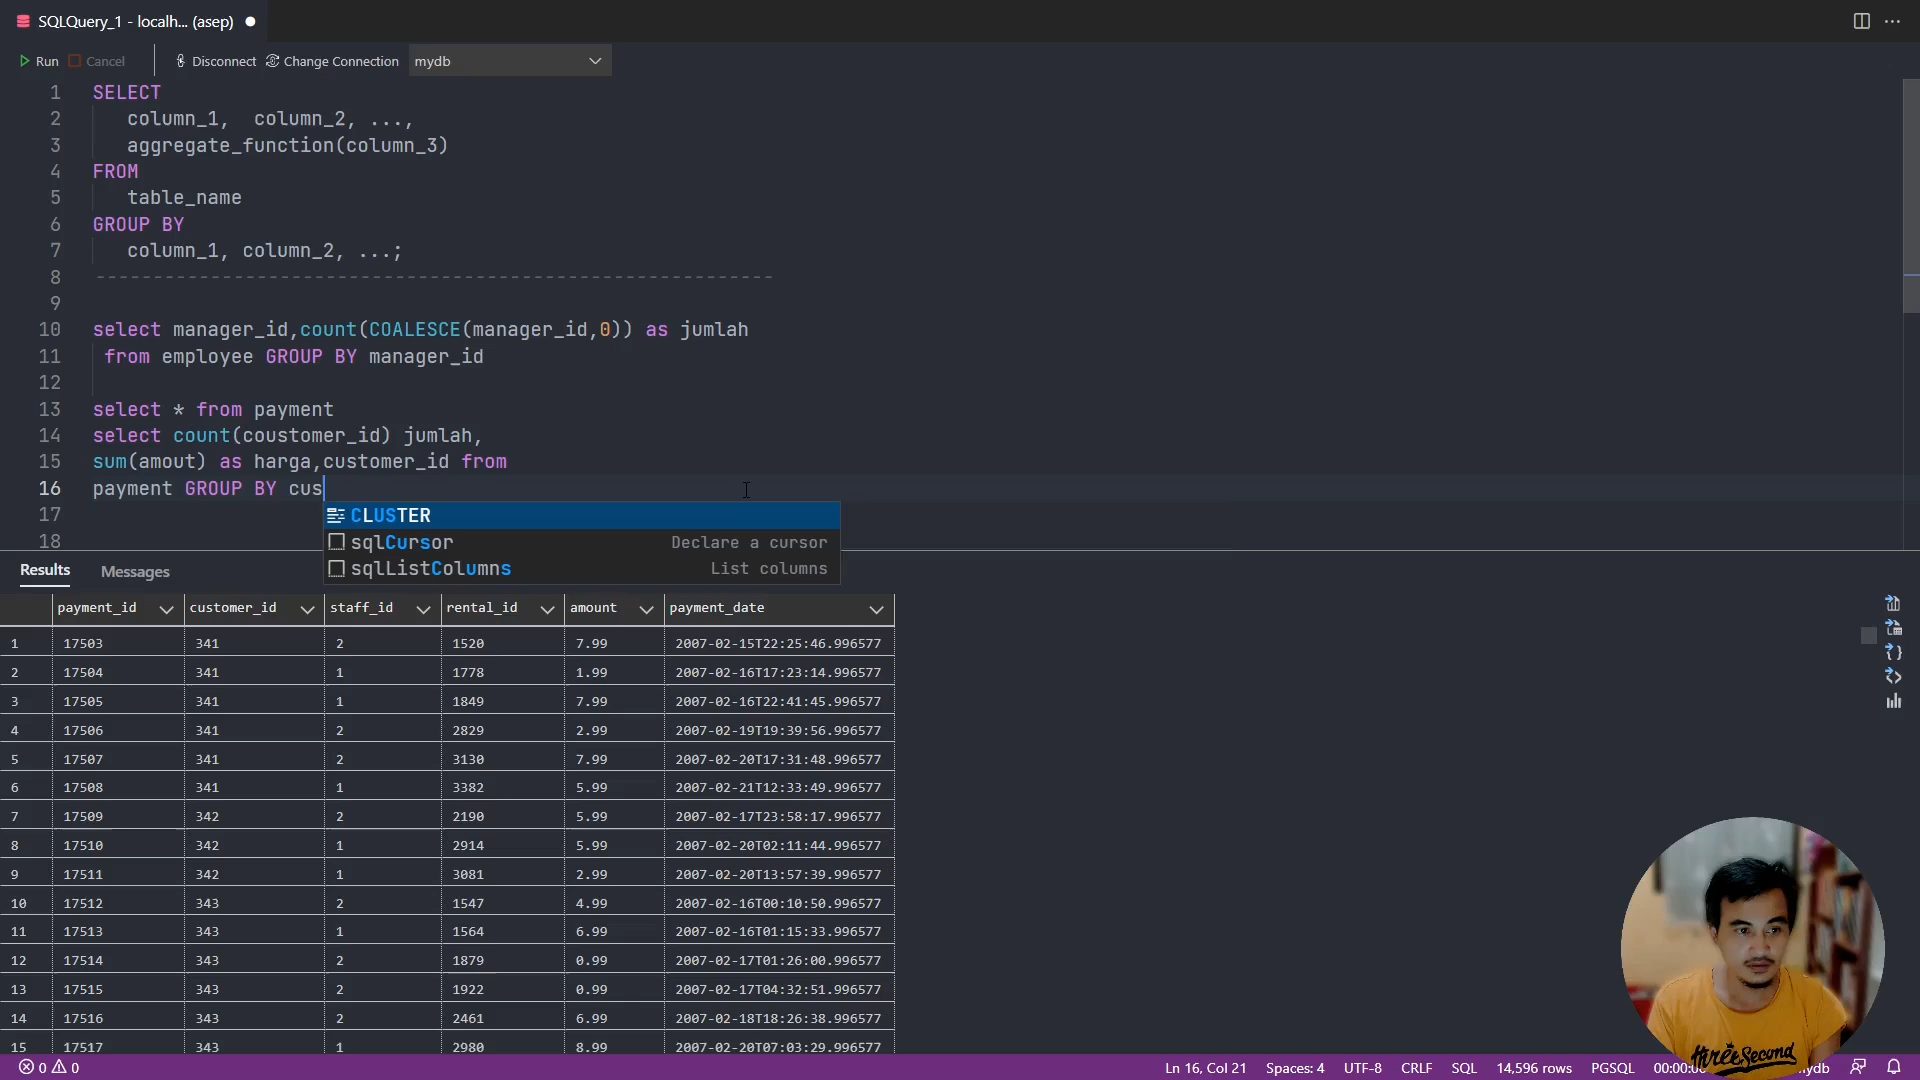 SQLQuery_1 - localh... (asep)
Run Cancel Disconnect Change Connection mydb
1 SELECT
2 column_1, column_2, ...,
3 aggregate_function(column_3)
4 FROM
5 table_name
6 GROUP BY
7 column_1, column_2, ...;
8 -----------------------------------------------------------
9
10 select manager_id,count(COALESCE(manager_id,0)) as jumlah
11 from employee GROUP BY manager_id
12
13 select * from payment
14 select count(coustomer_id) jumlah,
15 sum(amout) as harga,customer_id from
16 payment GROUP BY cus
17
18
CLUSTER
sqlCursor Declare a cursor
sqlListColumns List columns
Results Messages
payment_id customer_id staff_id rental_id amount payment_date
1 17503 341 2 1520 7.99 2007-02-15T22:25:46.996577
2 17504 341 1 1778 1.99 2007-02-16T17:23:14.996577
3 17505 341 1 1849 7.99 2007-02-16T22:41:45.996577
4 17506 341 2 2829 2.99 2007-02-19T19:39:56.996577
5 17507 341 2 3130 7.99 2007-02-20T17:31:48.996577
6 17508 341 1 3382 5.99 2007-02-21T12:33:49.996577
7 17509 342 2 2190 5.99 2007-02-17T23:58:17.996577
8 17510 342 1 2914 5.99 2007-02-20T02:11:44.996577
9 17511 342 1 3081 2.99 2007-02-20T13:57:39.996577
10 17512 343 2 1547 4.99 2007-02-16T00:10:50.996577
11 17513 343 1 1564 6.99 2007-02-16T01:15:33.996577
12 17514 343 2 1879 0.99 2007-02-17T01:26:00.996577
13 17515 343 2 1922 0.99 2007-02-17T04:32:51.996577
14 17516 343 2 2461 6.99 2007-02-18T18:26:38.996577
15 17517 343 1 2980 8.99 2007-02-20T07:03:29.996577
threeSecond
0 0 Ln 16, Col 21 Spaces: 4 UTF-8 CRLF SQL 14,596 rows PGSQL